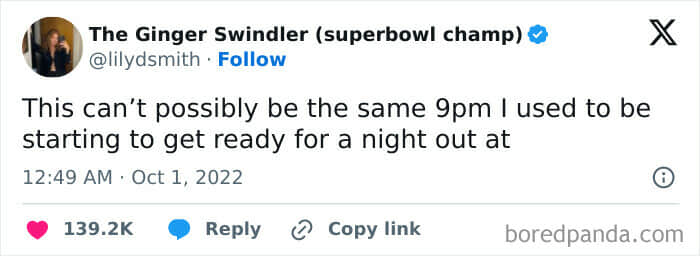 The Ginger Swindler (superbowl champ)
@lilydsmith · Follow
This can’t possibly be the same 9pm I used to be
starting to get ready for a night out at
12:49 AM · Oct 1, 2022
139.2K Reply Copy link
boredpanda.com